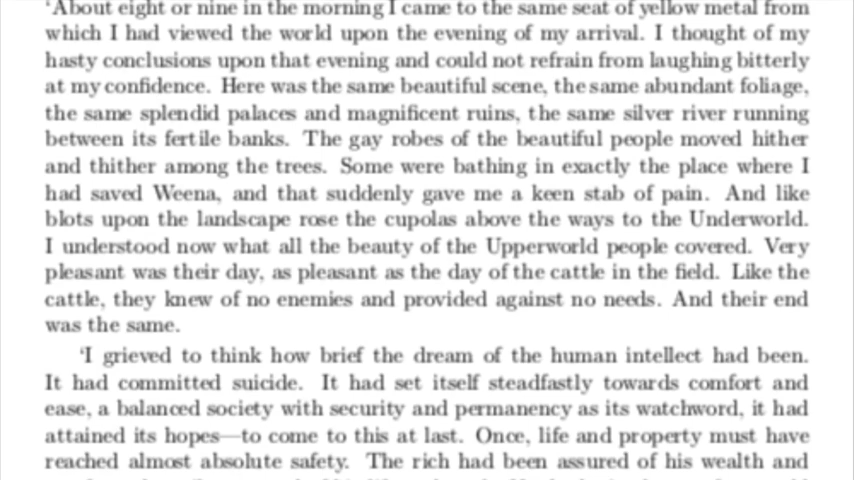 ‘About eight or nine in the morning I came to the same seat of yellow metal from
which I had viewed the world upon the evening of my arrival. I thought of my
hasty conclusions upon that evening and could not refrain from laughing bitterly
at my confidence. Here was the same beautiful scene, the same abundant foliage,
the same splendid palaces and magnificent ruins, the same silver river running
between its fertile banks. The gay robes of the beautiful people moved hither
and thither among the trees. Some were bathing in exactly the place where I
had saved Weena, and that suddenly gave me a keen stab of pain. And like
blots upon the landscape rose the cupolas above the ways to the Underworld.
I understood now what all the beauty of the Upperworld people covered. Very
pleasant was their day, as pleasant as the day of the cattle in the field. Like the
cattle, they knew of no enemies and provided against no needs. And their end
was the same.
‘I grieved to think how brief the dream of the human intellect had been.
It had committed suicide. It had set itself steadfastly towards comfort and
ease, a balanced society with security and permanency as its watchword, it had
attained its hopes—to come to this at last. Once, life and property must have
reached almost absolute safety. The rich had been assured of his wealth and